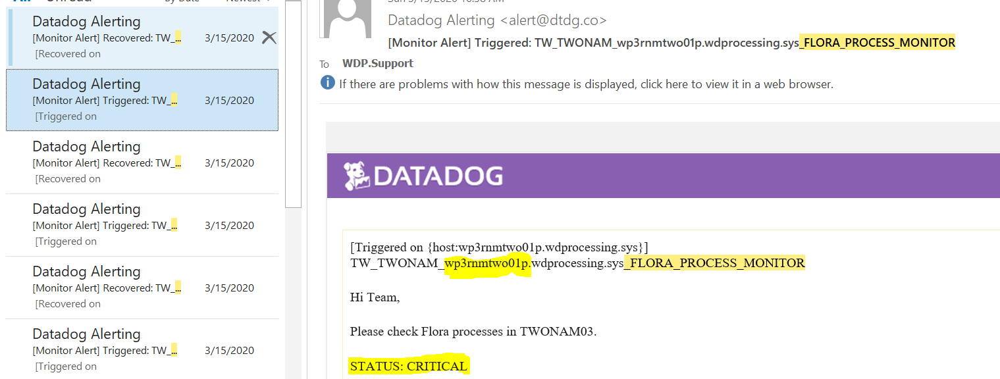 By Date
Newest
Datadog Alerting
[Monitor Alert] Recovered: TW_...
3/15/2020
[Recovered on
Datadog Alerting
[Monitor Alert] Triggered: TW_...
3/15/2020
[Triggered on
Datadog Alerting
[Monitor Alert] Recovered: TW_...
3/15/2020
[Recovered on
Datadog Alerting
[Monitor Alert] Triggered: TW_...
3/15/2020
[Triggered on
Datadog Alerting
[Monitor Alert] Recovered: TW_...
3/15/2020
[Recovered on
Datadog Alerting
[Monitor Alert] Triggered: TW_...
3/15/2020
[Triggered on
Datadog Alerting <alert@dtdg.co>
[Monitor Alert] Triggered: TW_TWONAM_wp3rnmtwo01p.wdprocessing.sys_FLORA_PROCESS_MONITOR
To WDP.Support
If there are problems with how this message is displayed, click here to view it in a web browser.
DATADOG
[Triggered on {host:wp3rnmtwo01p.wdprocessing.sys}]
TW_TWONAM_wp3rnmtwo01p.wdprocessing.sys_FLORA_PROCESS_MONITOR
Hi Team,
Please check Flora processes in TWONAM03.
STATUS: CRITICAL